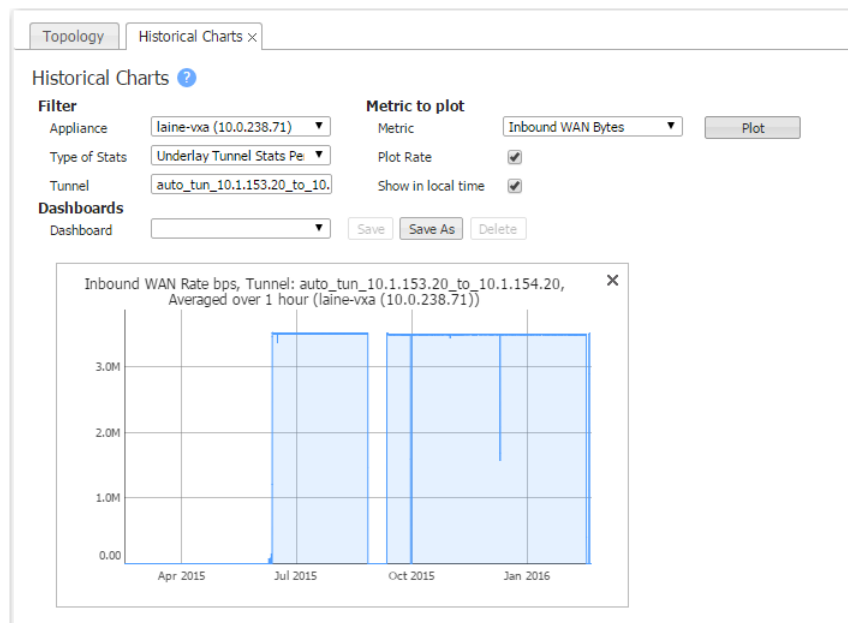 Topology
Historical Charts ×
Historical Charts ?
Filter
Metric to plot
Appliance laine-vxa (10.0.238.71) ▼
Metric Inbound WAN Bytes ▼ Plot
Type of Stats Underlay Tunnel Stats Pe ▼
Plot Rate
Tunnel auto_tun_10.1.153.20_to_10.
Show in local time
Dashboards
Dashboard ▼ Save Save As Delete
Inbound WAN Rate bps, Tunnel: auto_tun_10.1.153.20_to_10.1.154.20,
Averaged over 1 hour (laine-vxa (10.0.238.71))
3.0M
2.0M
1.0M
0.00
Apr 2015 Jul 2015 Oct 2015 Jan 2016